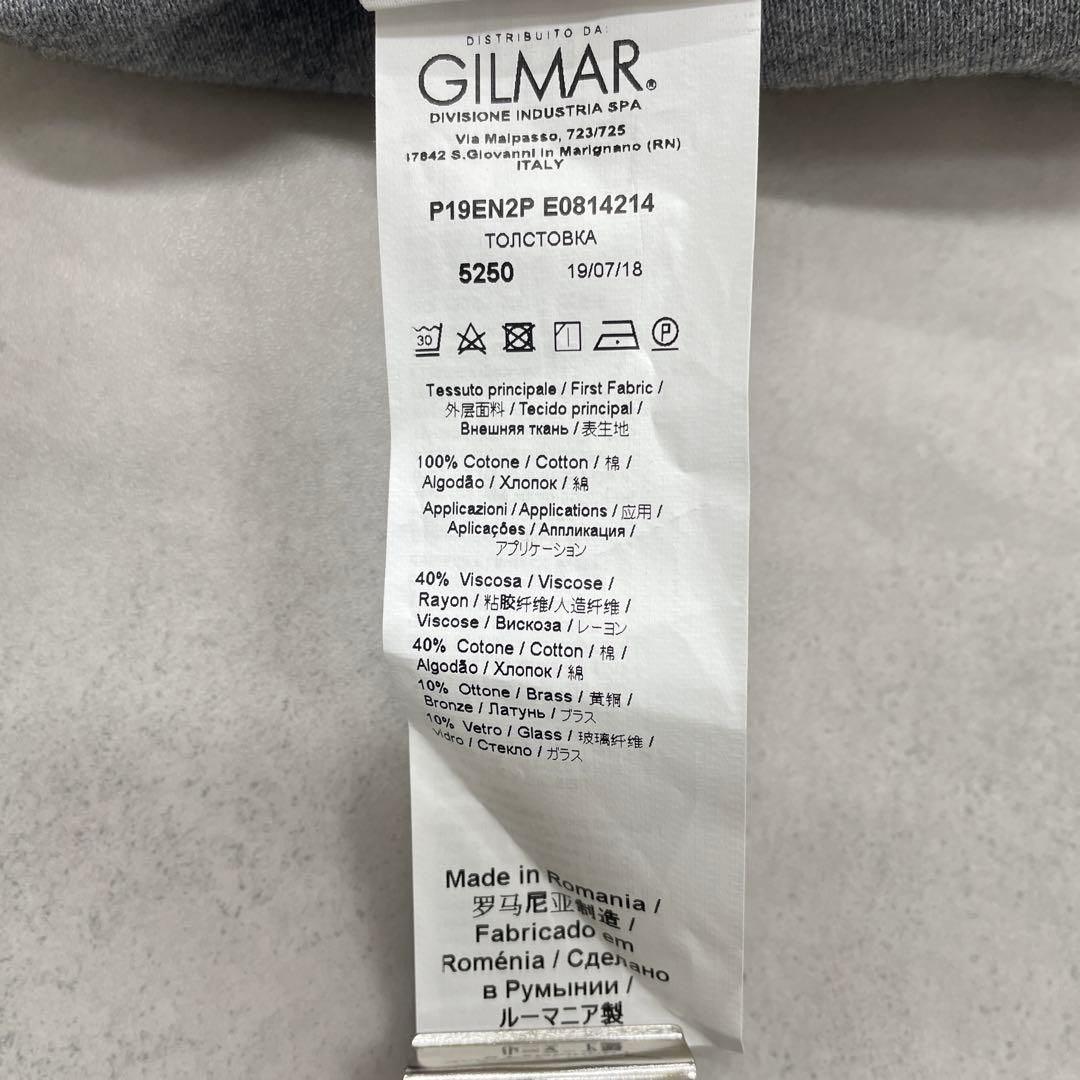 DISTRIBUITO DA:
GILMAR®
DIVISIONE INDUSTRIA SPA
Via Malpasso, 723/725
47842 S.Giovanni in Marignano (RN)
ITALY
P19EN2P E0814214
ТОЛСТОВКА
5250 19/07/18
30 P
Tessuto principale / First Fabric /
外层面料 / Tecido principal /
Внешняя ткань / 表生地
100% Cotone / Cotton / 棉 /
Algodão / Хлопок / 綿
Applicazioni / Applications / 应用 /
Aplicações / Аппликация /
アプリケーション
40% Viscosa / Viscose /
Rayon / 粘胶纤维/人造纤维 /
Viscose / Вискоза / レーヨン
40% Cotone / Cotton / 棉 /
Algodão / Хлопок / 綿
10% Ottone / Brass / 黄铜 /
Bronze / Латунь / ブラス
10% Vetro / Glass / 玻璃纤维 /
Vidro / Стекло / ガラス
Made in Romania /
罗马尼亚制造 /
Fabricado em
Roménia / Сделано
в Румынии /
ルーマニア製